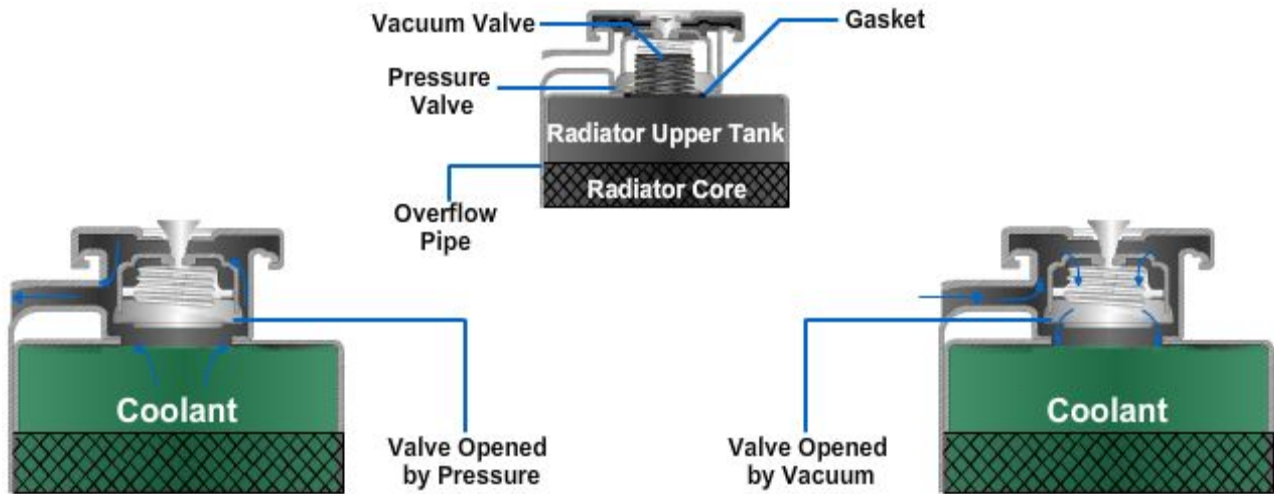 Vacuum Valve
Gasket
Pressure
Valve
Radiator Upper Tank
Radiator Core
Overflow
Pipe
Coolant
Valve Opened
by Pressure
Coolant
Valve Opened
by Vacuum